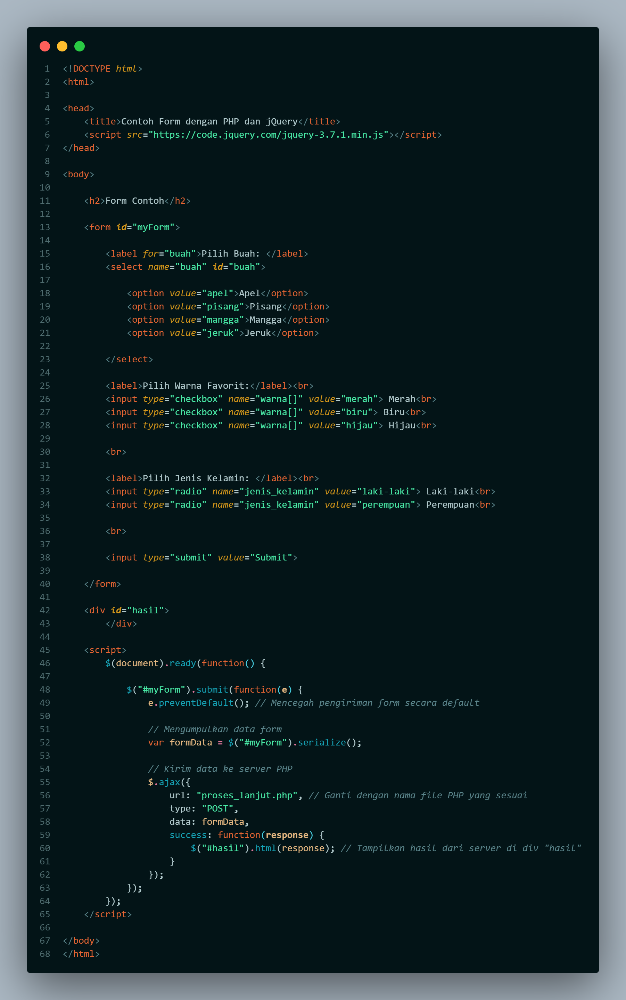 1 <!DOCTYPE html>
2 <html>
3
4 <head>
5     <title>Contoh Form dengan PHP dan jQuery</title>
6     <script src="https://code.jquery.com/jquery-3.7.1.min.js"></script>
7 </head>
8
9 <body>
10
11     <h2>Form Contoh</h2>
12
13     <form id="myForm">
14
15         <label for="buah">Pilih Buah: </label>
16         <select name="buah" id="buah">
17
18             <option value="apel">Apel</option>
19             <option value="pisang">Pisang</option>
20             <option value="mangga">Mangga</option>
21             <option value="jeruk">Jeruk</option>
22
23         </select>
24
25         <label>Pilih Warna Favorit:</label><br>
26         <input type="checkbox" name="warna[]" value="merah"> Merah<br>
27         <input type="checkbox" name="warna[]" value="biru"> Biru<br>
28         <input type="checkbox" name="warna[]" value="hijau"> Hijau<br>
29
30         <br>
31
32         <label>Pilih Jenis Kelamin: </label><br>
33         <input type="radio" name="jenis_kelamin" value="laki-laki"> Laki-laki<br>
34         <input type="radio" name="jenis_kelamin" value="perempuan"> Perempuan<br>
35
36         <br>
37
38         <input type="submit" value="Submit">
39
40     </form>
41
42     <div id="hasil">
43         </div>
44
45     <script>
46         $(document).ready(function() {
47
48             $("#myForm").submit(function(e) {
49                 e.preventDefault(); // Mencegah pengiriman form secara default
50
51                 // Mengumpulkan data form
52                 var formData = $("#myForm").serialize();
53
54                 // Kirim data ke server PHP
55                 $.ajax({
56                     url: "proses_lanjut.php", // Ganti dengan nama file PHP yang sesuai
57                     type: "POST",
58                     data: formData,
59                     success: function(response) {
60                         $("#hasil").html(response); // Tampilkan hasil dari server di div "hasil"
61                     }
62                 });
63             });
64         });
65     </script>
66
67 </body>
68 </html>